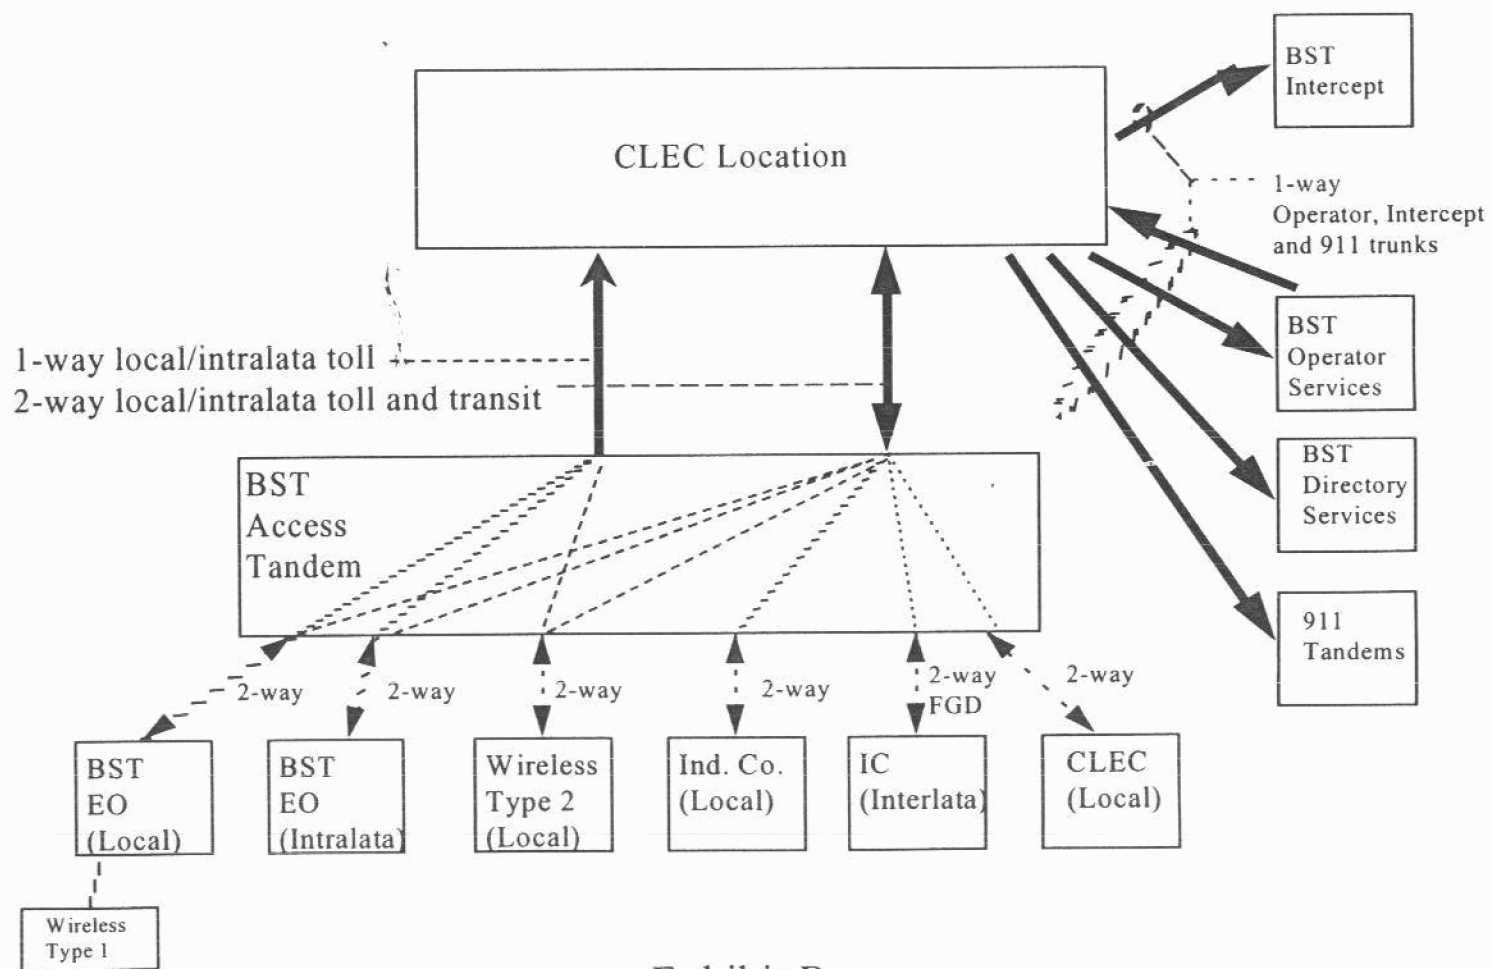 BST
Intercept
CLEC Location
1-way
Operator, Intercept
and 911 trunks
BST
Operator
Services
1-way local/intralata toll
2-way local/intralata toll and transit
BST
Access
Tandem
BST
Directory
Services
911
Tandems
2-way
2-way
2-way
2-way
2-way
FGD
2-way
BST
EO
(Local)
BST
EO
(Intralata)
Wireless
Type 2
(Local)
Ind. Co.
(Local)
IC
(Interlata)
CLEC
(Local)
Wireless
Type 1